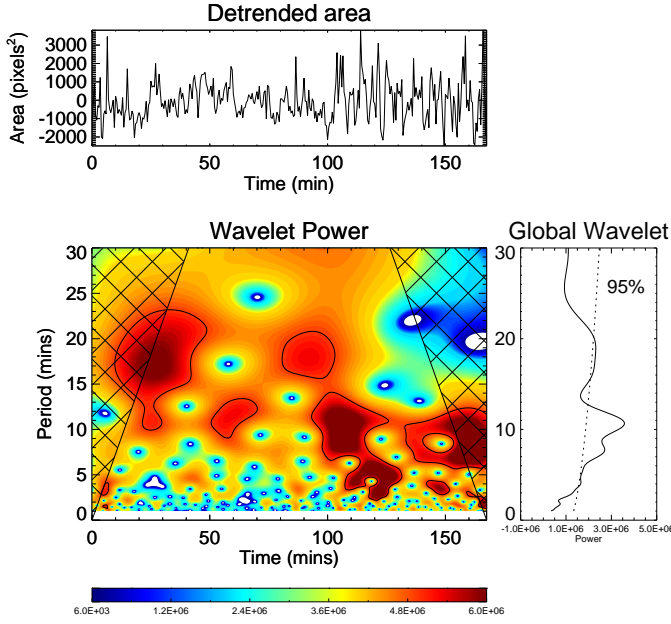 Detrended area
Area (pixels²)
3000
2000
1000
0
-1000
-2000
0 50 100 150
Time (min)
Wavelet Power
Global Wavelet
Period (mins)
30
25
20
15
10
5
0
0 50 100 150
Time (mins)
30
20
10
0
95%
-1.0E+06 1.0E+06 3.0E+06 5.0E+06
Power
6.0E+03 1.2E+06 2.4E+06 3.6E+06 4.8E+06 6.0E+06